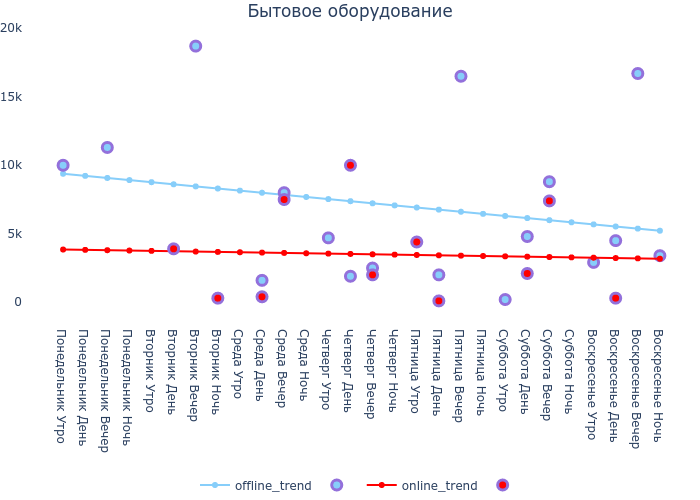 Бытовое оборудование
20k
15k
10k
5k
0
Понедельник Утро
Понедельник День
Понедельник Вечер
Понедельник Ночь
Вторник Утро
Вторник День
Вторник Вечер
Вторник Ночь
Среда Утро
Среда День
Среда Вечер
Среда Ночь
Четверг Утро
Четверг День
Четверг Вечер
Четверг Ночь
Пятница Утро
Пятница День
Пятница Вечер
Пятница Ночь
Суббота Утро
Суббота День
Суббота Вечер
Суббота Ночь
Воскресенье Утро
Воскресенье День
Воскресенье Вечер
Воскресенье Ночь
offline_trend
online_trend